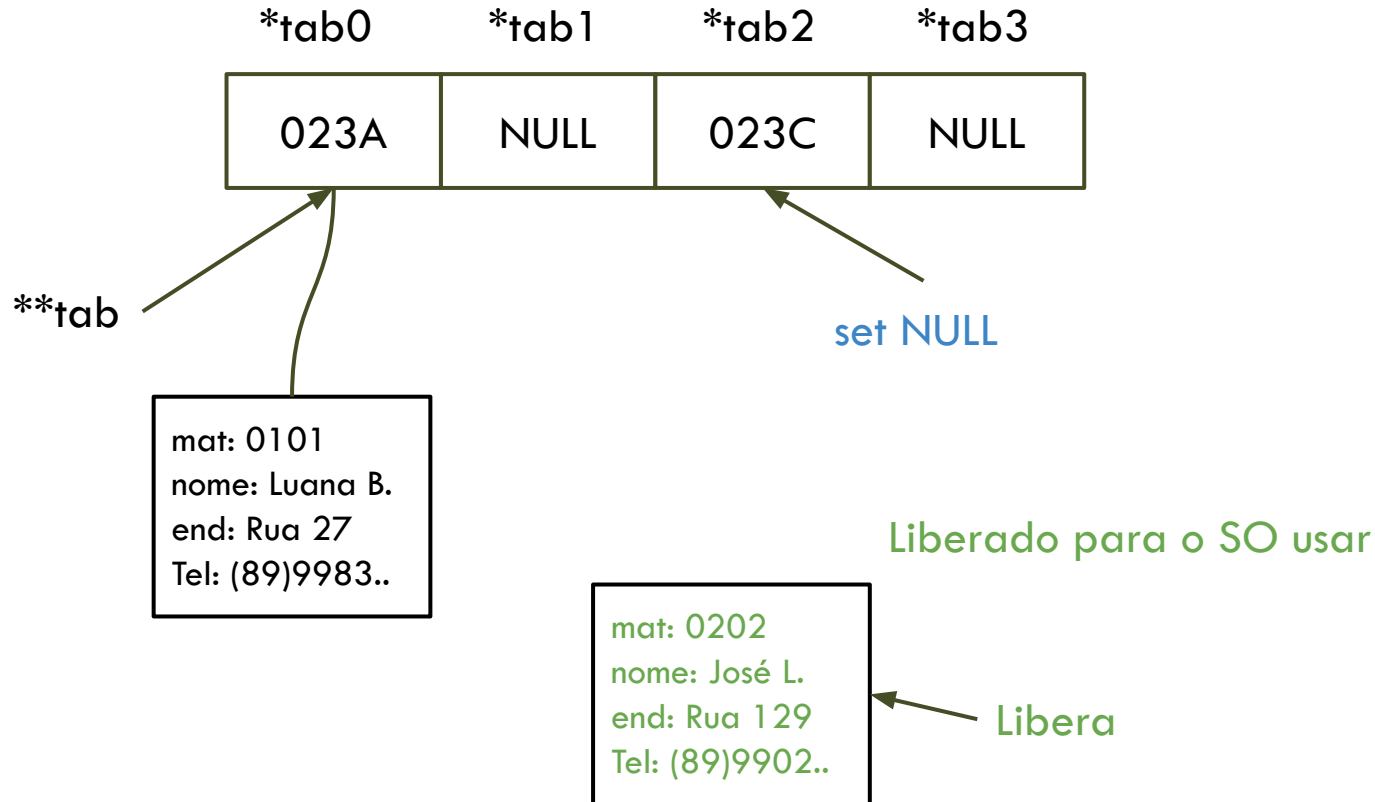 *tab0 *tab1 *tab2 *tab3
023A NULL 023C NULL
**tab
set NULL
mat: 0101
nome: Luana B.
end: Rua 27
Tel: (89)9983..
Liberado para o SO usar
mat: 0202
nome: José L.
end: Rua 129
Tel: (89)9902..
Libera